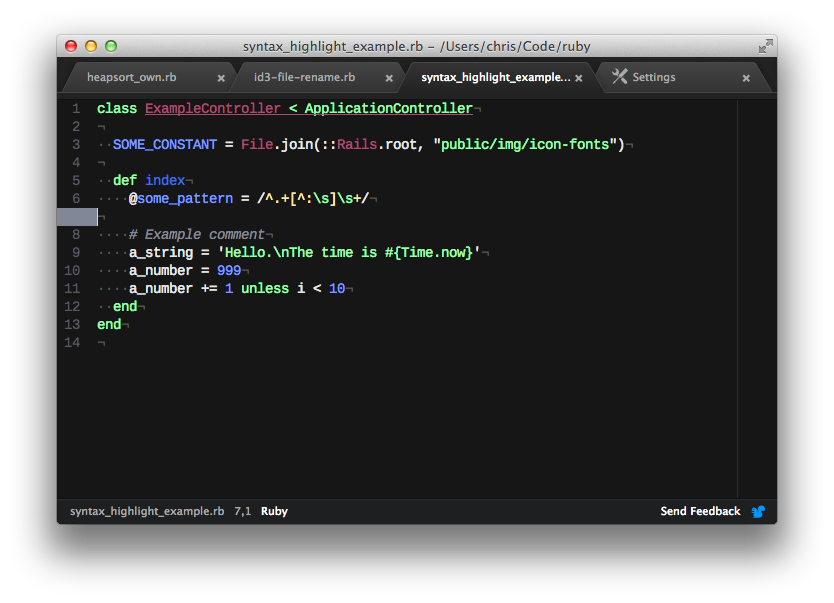 syntax_highlight_example.rb – /Users/chris/Code/ruby
heapsort_own.rb × id3-file-rename.rb × syntax_highlight_example... × Settings ×
1 class ExampleController < ApplicationController¬
2 ¬
3 ··SOME_CONSTANT = File.join(::Rails.root, "public/img/icon-fonts")¬
4 ¬
5 ··def index¬
6 ····@some_pattern = /^.+[^:\s]\s+/¬
¬
8 ····# Example comment¬
9 ····a_string = 'Hello.\nThe time is #{Time.now}'¬
10 ····a_number = 999¬
11 ····a_number += 1 unless i < 10¬
12 ··end¬
13 end¬
14 ¬
syntax_highlight_example.rb 7,1 Ruby Send Feedback